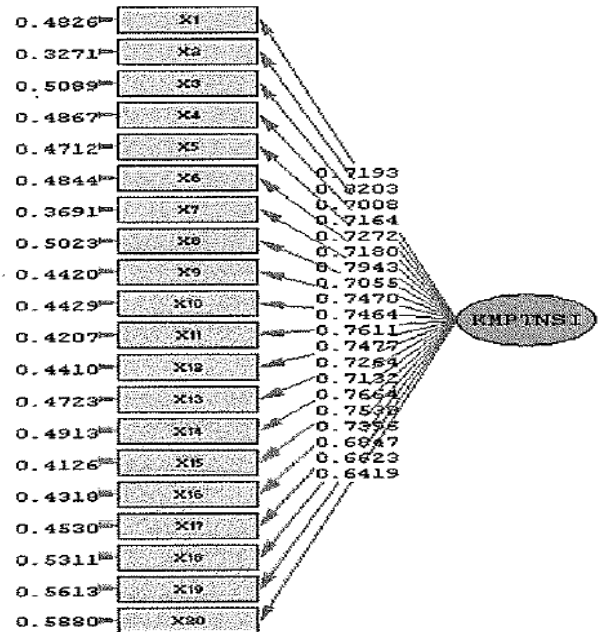 0.4826 X1
0.3271 X2
0.5089 X3
0.4867 X4
0.4712 X5
0.4844 X6
0.3691 X7
0.5023 X8
0.4420 X9
0.4429 X10
0.4207 X11
0.4410 X12
0.4723 X13
0.4913 X14
0.4126 X15
0.4318 X16
0.4530 X17
0.5311 X18
0.5613 X19
0.5880 X20
0.7193
0.8203
0.7008
0.7164
0.7272
0.7180
0.7943
0.7055
0.7470
0.7464
0.7611
0.7477
0.7264
0.7132
0.7664
0.7538
0.7396
0.6847
0.6623
0.6419
KMPTNSI